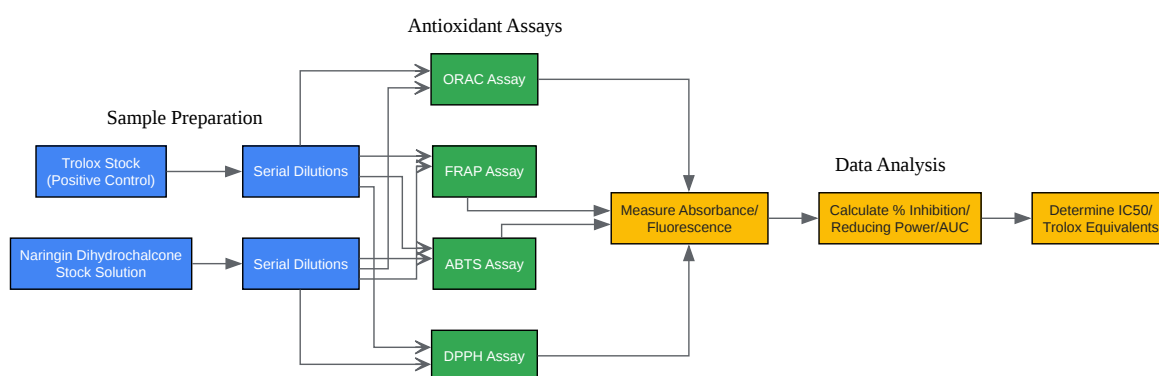 Antioxidant Assays
ORAC Assay
Sample Preparation
Trolox Stock
(Positive Control)
Serial Dilutions
FRAP Assay
Data Analysis
Measure Absorbance/
Fluorescence
Calculate % Inhibition/
Reducing Power/AUC
Determine IC50/
Trolox Equivalents
Naringin Dihydrochalcone
Stock Solution
Serial Dilutions
ABTS Assay
DPPH Assay